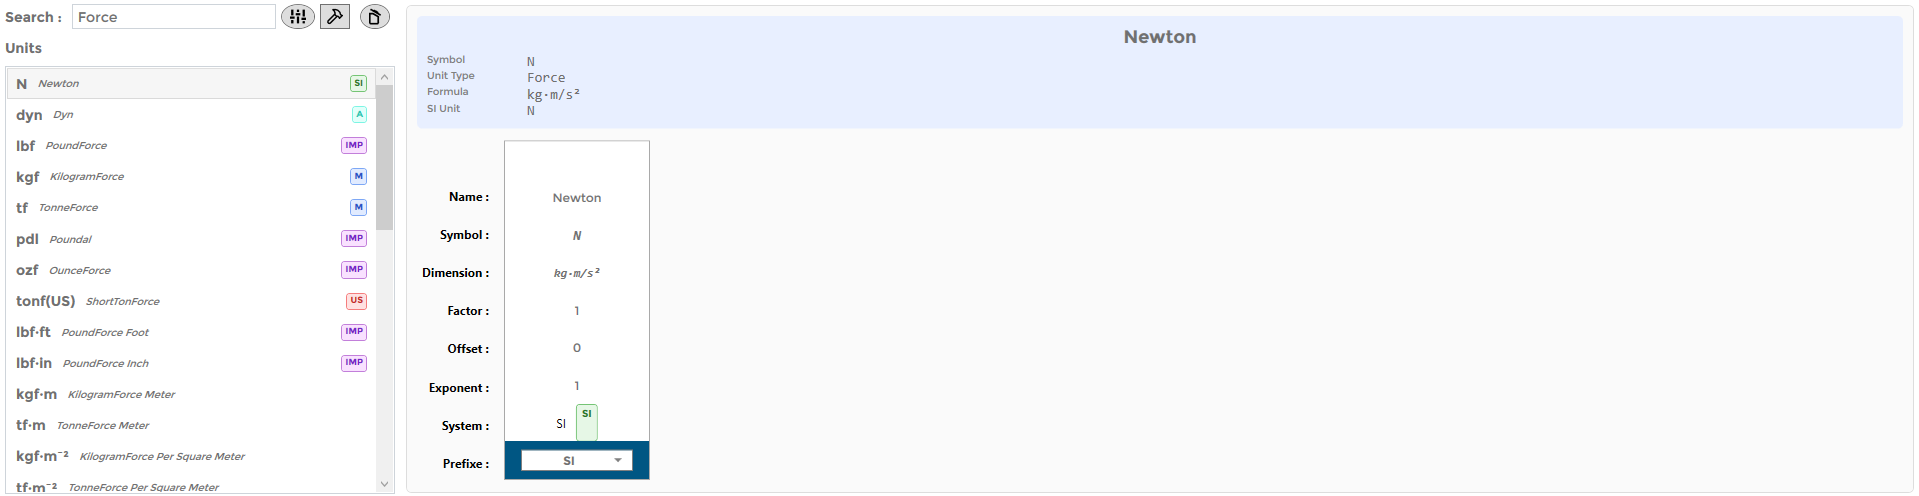 Search : Force
Units
N Newton SI
dyn Dyn A
lbf PoundForce IMP
kgf KilogramForce M
tf TonneForce M
pdl Poundal IMP
ozf OunceForce IMP
tonf(US) ShortTonForce US
lbf·ft PoundForce Foot IMP
lbf·in PoundForce Inch IMP
kgf·m KilogramForce Meter
tf·m TonneForce Meter
kgf·m⁻² KilogramForce Per Square Meter
tf·m⁻² TonneForce Per Square Meter
Newton
Symbol N
Unit Type Force
Formula kg·m/s²
SI Unit N
Name : Newton
Symbol : N
Dimension : kg·m/s²
Factor : 1
Offset : 0
Exponent : 1
System : SI SI
Prefixe : SI